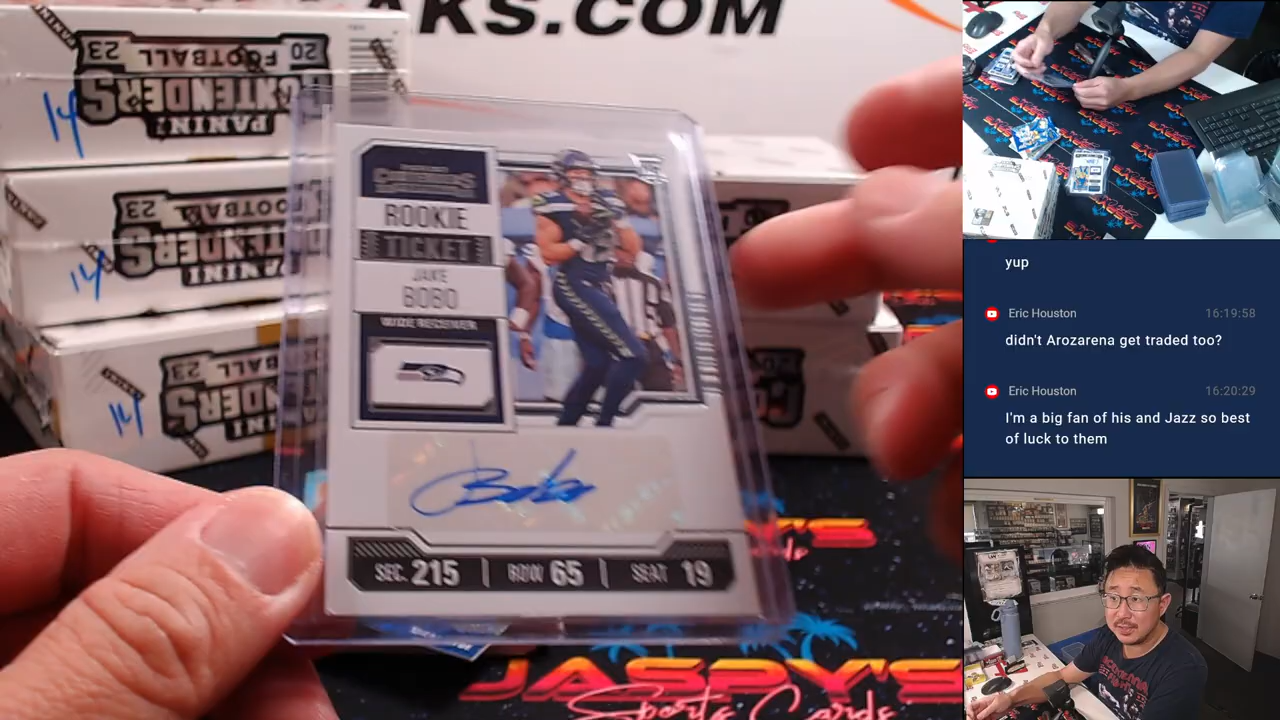 AKS.COM
20 FOOTBALL 23
CONTENDERS
PANINI
14
20 FOOTBALL 23
CONTENDERS
PANINI
14
FOOTBALL 23
CONTENDERS
14
ROOKIE
TICKET
JAKE
BOBO
WIDE RECEIVER
Bobo
SEC. 215 | ROW 65 | SEAT 19
JASPY'S
Sports Cards
yup
Eric Houston 16:19:58
didn't Arozarena get traded too?
Eric Houston 16:20:29
I'm a big fan of his and Jazz so best
of luck to them